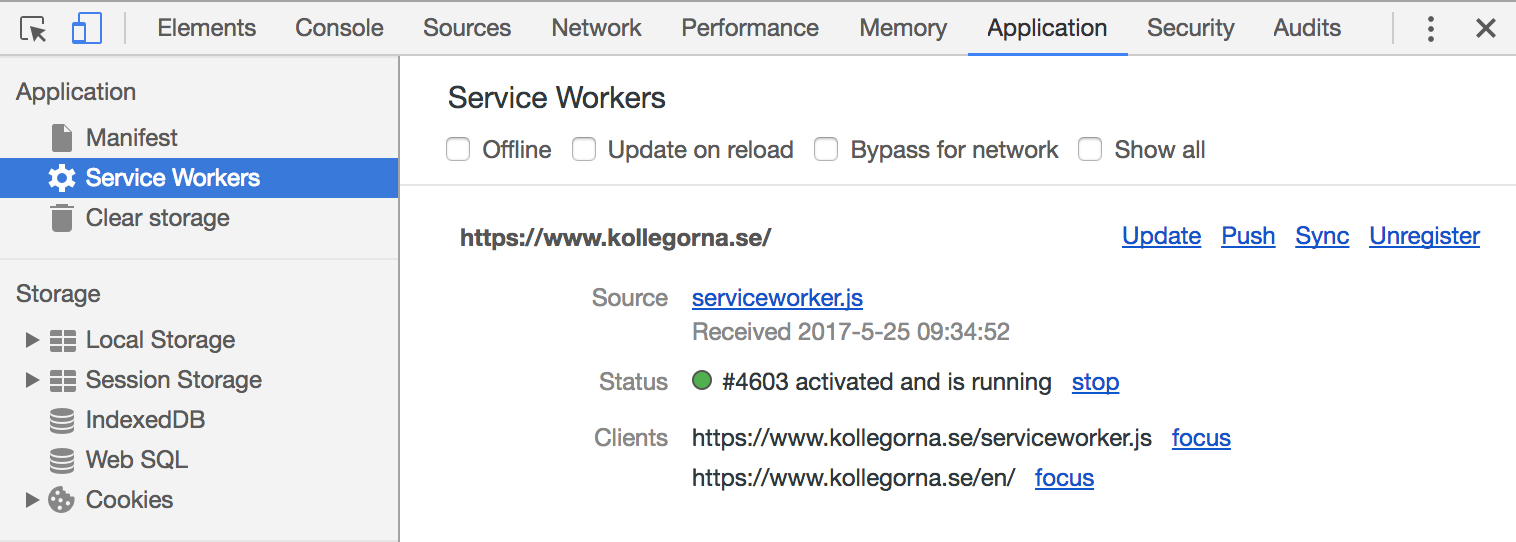 Elements Console Sources Network Performance Memory Application Security Audits
Application
Manifest
Service Workers
Clear storage
Storage
Local Storage
Session Storage
IndexedDB
Web SQL
Cookies
Service Workers
Offline Update on reload Bypass for network Show all
https://www.kollegorna.se/ Update Push Sync Unregister
Source serviceworker.js
Received 2017-5-25 09:34:52
Status #4603 activated and is running stop
Clients https://www.kollegorna.se/serviceworker.js focus
https://www.kollegorna.se/en/ focus